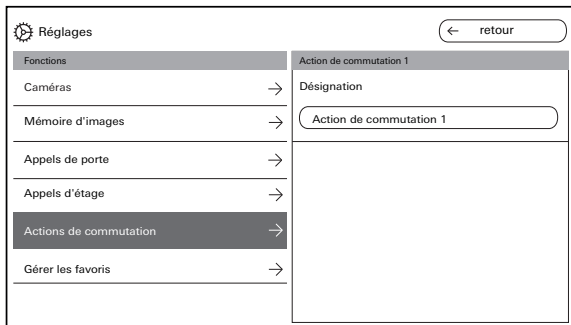 Réglages
← retour
Fonctions
Caméras
Mémoire d'images
Appels de porte
Appels d'étage
Actions de commutation
Gérer les favoris
Action de commutation 1
Désignation
Action de commutation 1